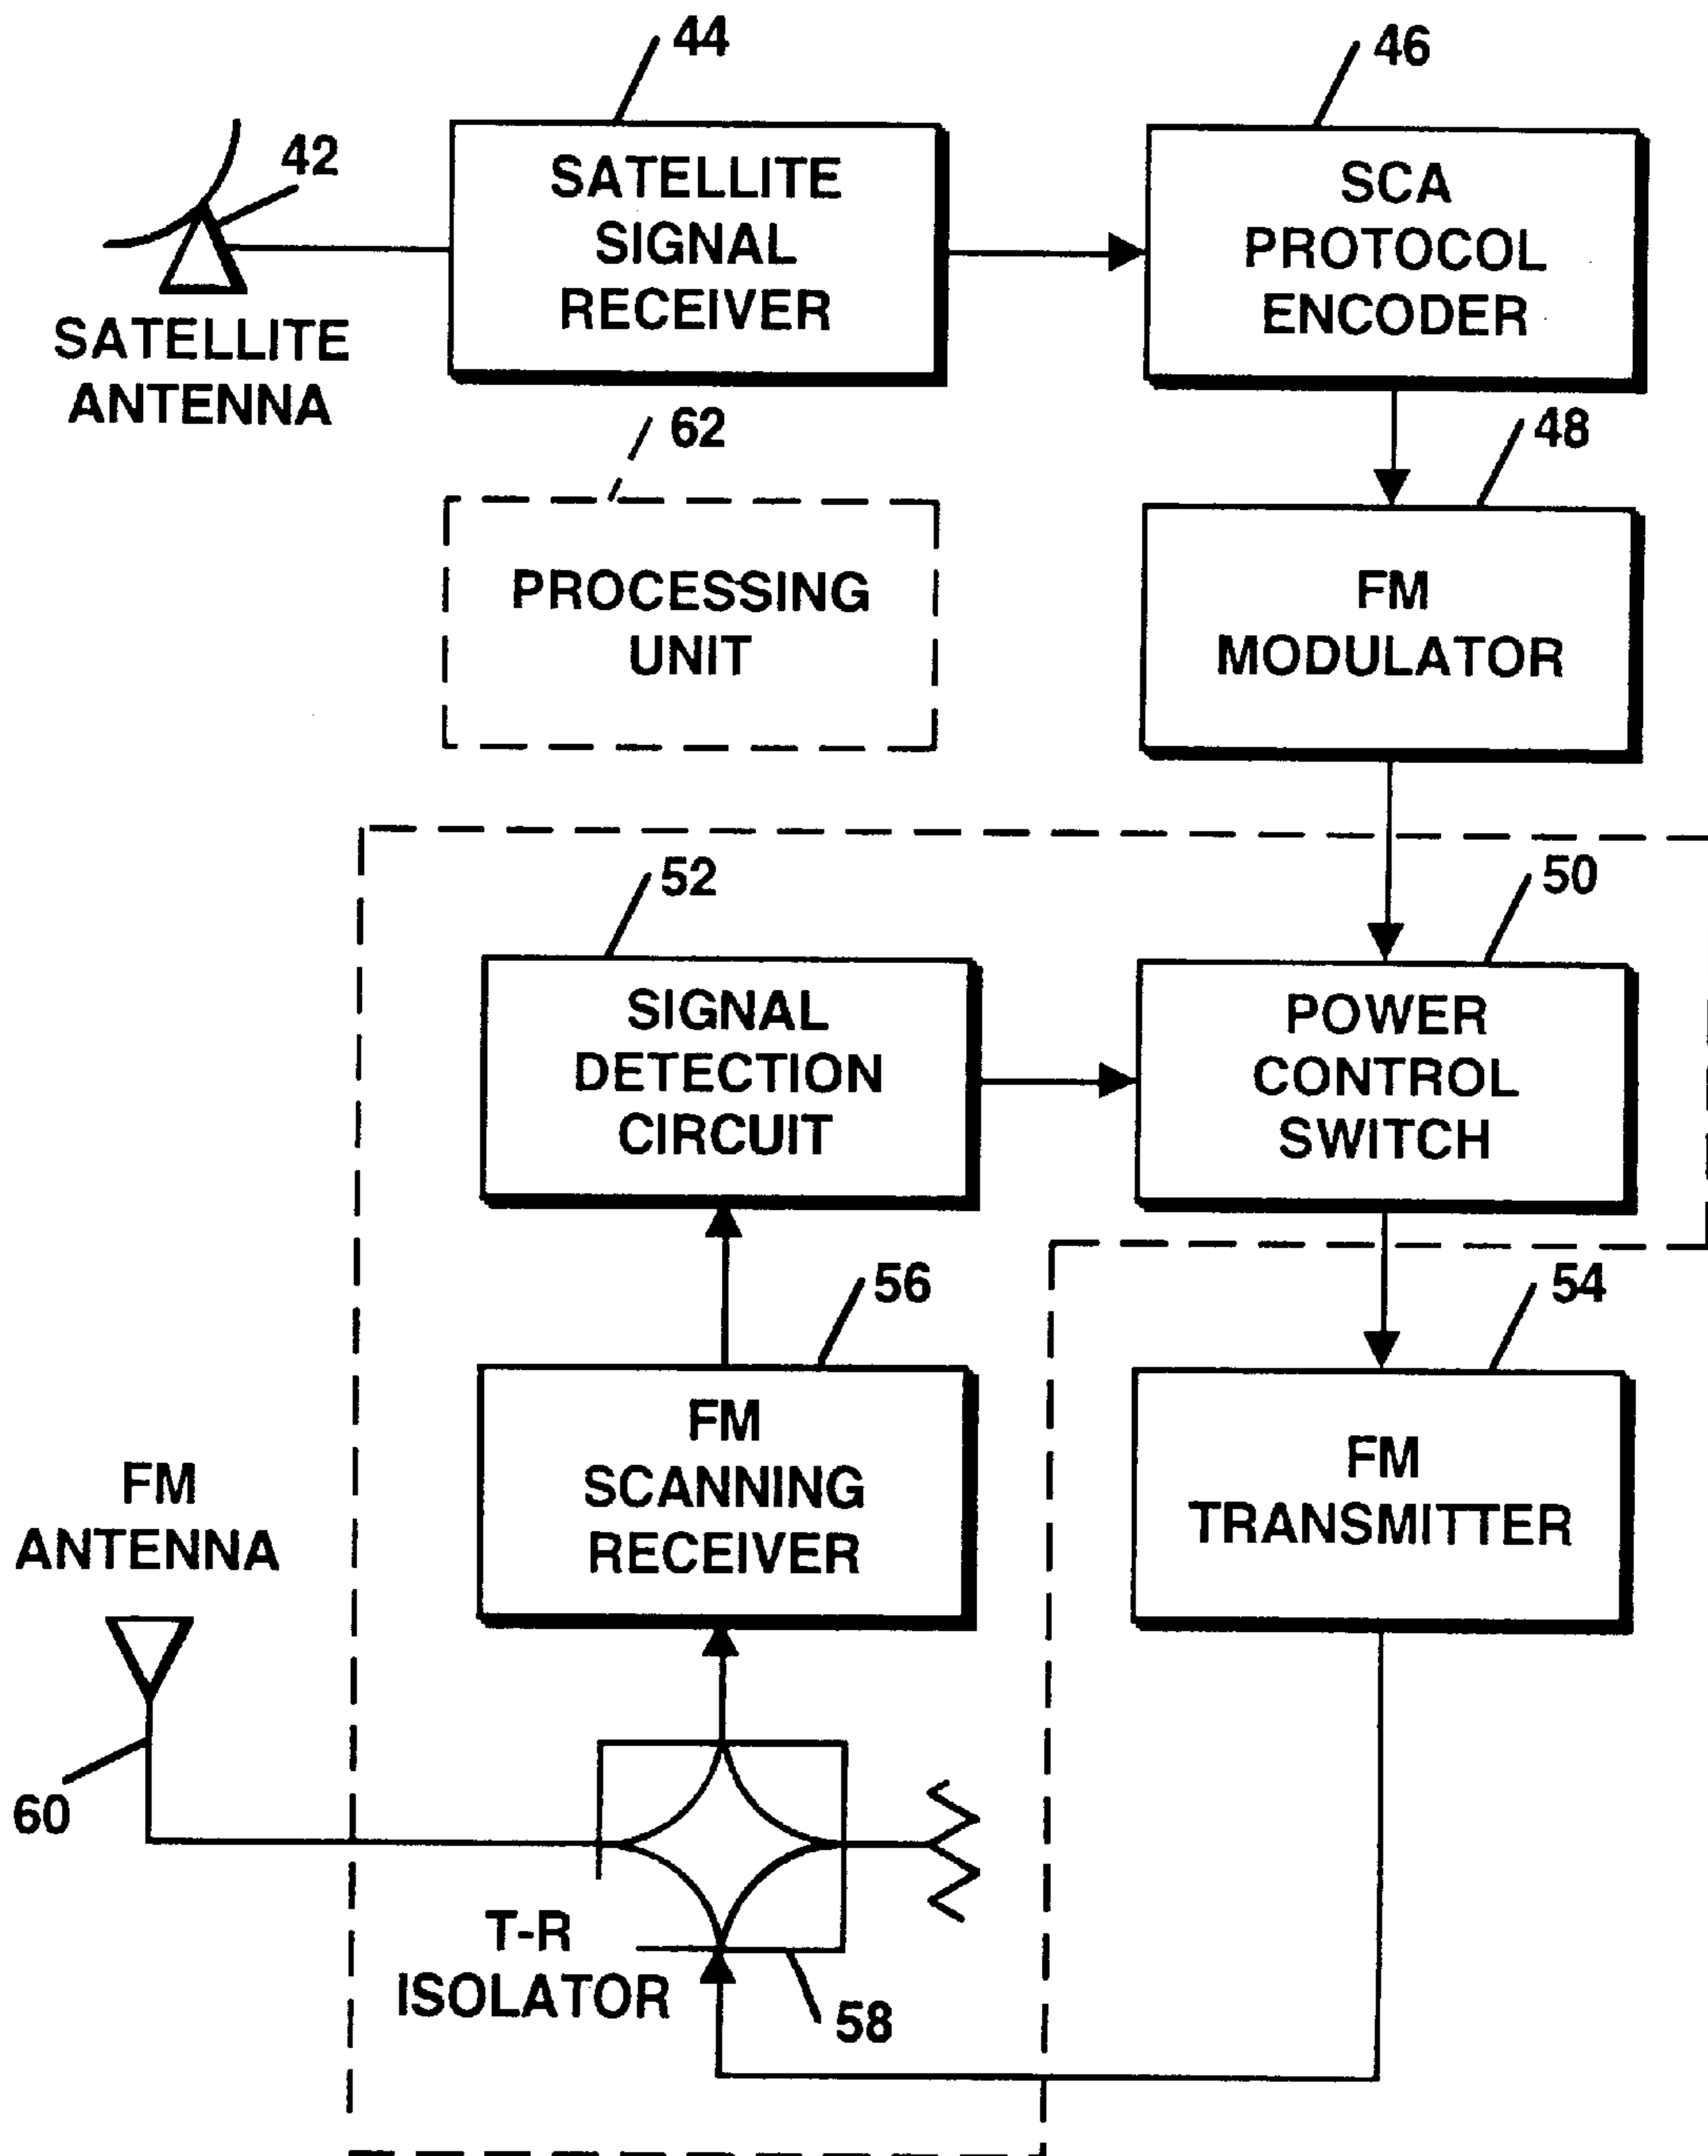 44
46
42
SATELLITE
SIGNAL
RECEIVER
SCA
PROTOCOL
ENCODER
SATELLITE
ANTENNA
62
48
PROCESSING
UNIT
FM
MODULATOR
52
50
SIGNAL
DETECTION
CIRCUIT
POWER
CONTROL
SWITCH
56
54
FM
SCANNING
RECEIVER
FM
TRANSMITTER
FM
ANTENNA
60
T-R
ISOLATOR
58